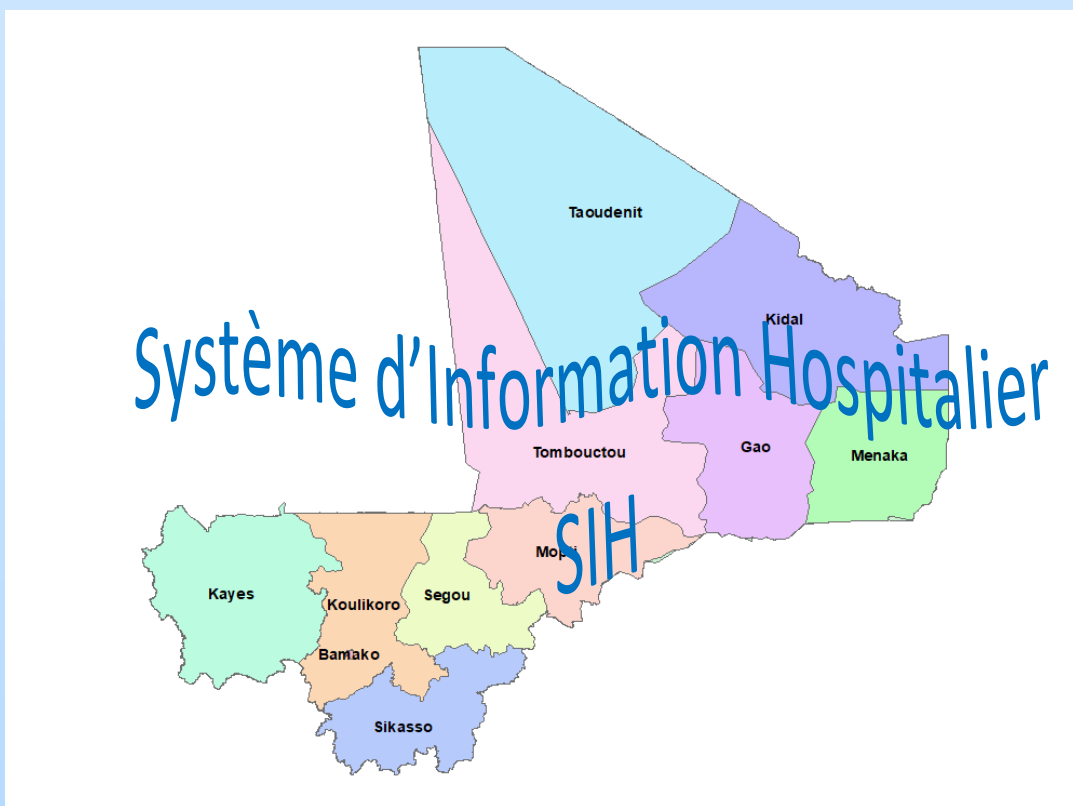 Taoudenit
Kidal
Système d’Information Hospitalier
Tombouctou
Gao
Menaka
SIH
Mopti
Kayes
Koulikoro
Segou
Bamako
Sikasso